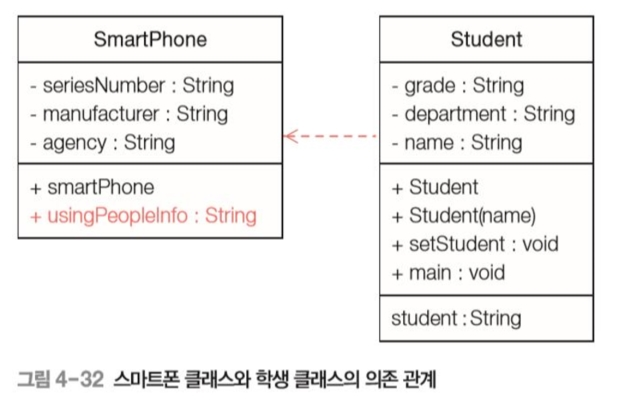 SmartPhone
- seriesNumber : String
- manufacturer : String
- agency : String
+ smartPhone
+ usingPeopleInfo : String
Student
- grade : String
- department : String
- name : String
+ Student
+ Student(name)
+ setStudent : void
+ main : void
student : String
그림 4-32 스마트폰 클래스와 학생 클래스의 의존 관계